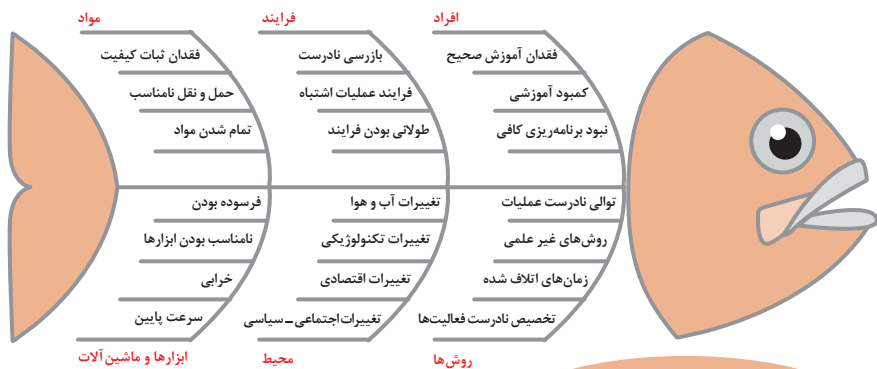 افراد
فقدان آموزش صحیح
کمبود آموزشی
نبود برنامه‌ریزی کافی
فرایند
بازرسی نادرست
فرایند عملیات اشتباه
طولانی بودن فرایند
مواد
فقدان ثبات کیفیت
حمل و نقل نامناسب
تمام شدن مواد
توالی نادرست عملیات
روش‌های غیر علمی
زمان‌های اتلاف شده
تخصیص نادرست فعالیت‌ها
روش‌ها
تغییرات آب و هوا
تغییرات تکنولوژیکی
تغییرات اقتصادی
تغییرات اجتماعی ـ سیاسی
محیط
فرسوده بودن
نامناسب بودن ابزارها
خرابی
سرعت پایین
ابزارها و ماشین‌آلات